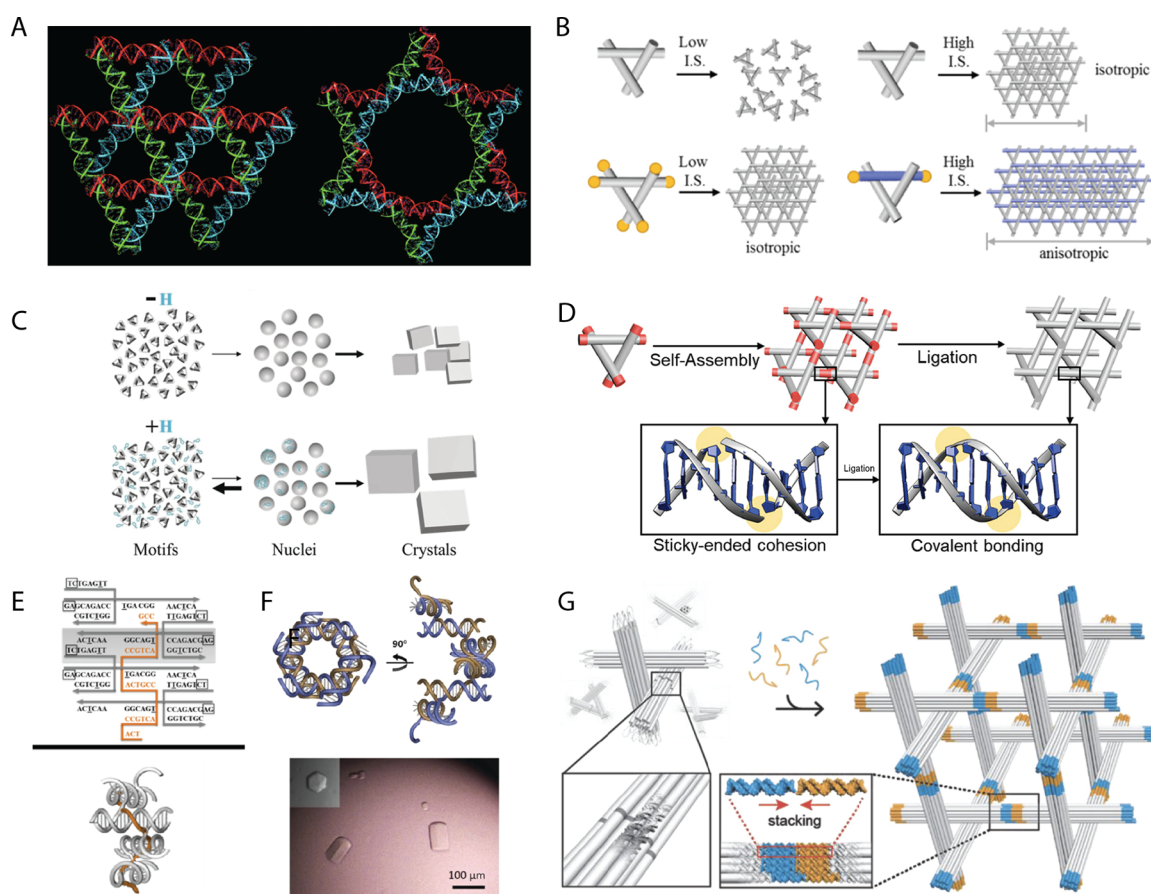 A
B
Low
I.S.
High
I.S.
isotropic
Low
I.S.
High
I.S.
isotropic
anisotropic
C
– H
+H
Motifs
Nuclei
Crystals
D
Self-Assembly
Ligation
Ligation
Sticky-ended cohesion
Covalent bonding
E
TCTGAGTT
GAGCAGACC
TGACGG
AACTCA
CGTCTGG
GCC
TTGAGTCT
ACTCAA
GGCAGT
CCAGACGAG
TCTGAGTT
CCGTCA
GGTCTGC
GAGCAGACC
TGACGG
AACTCA
CGTCTGG
ACTGCC
TTGAGTCT
ACTCAA
GGCAGT
CCAGACGAG
CCGTCA
GGTCTGC
ACT
F
F
90°
100 µm
G
stacking